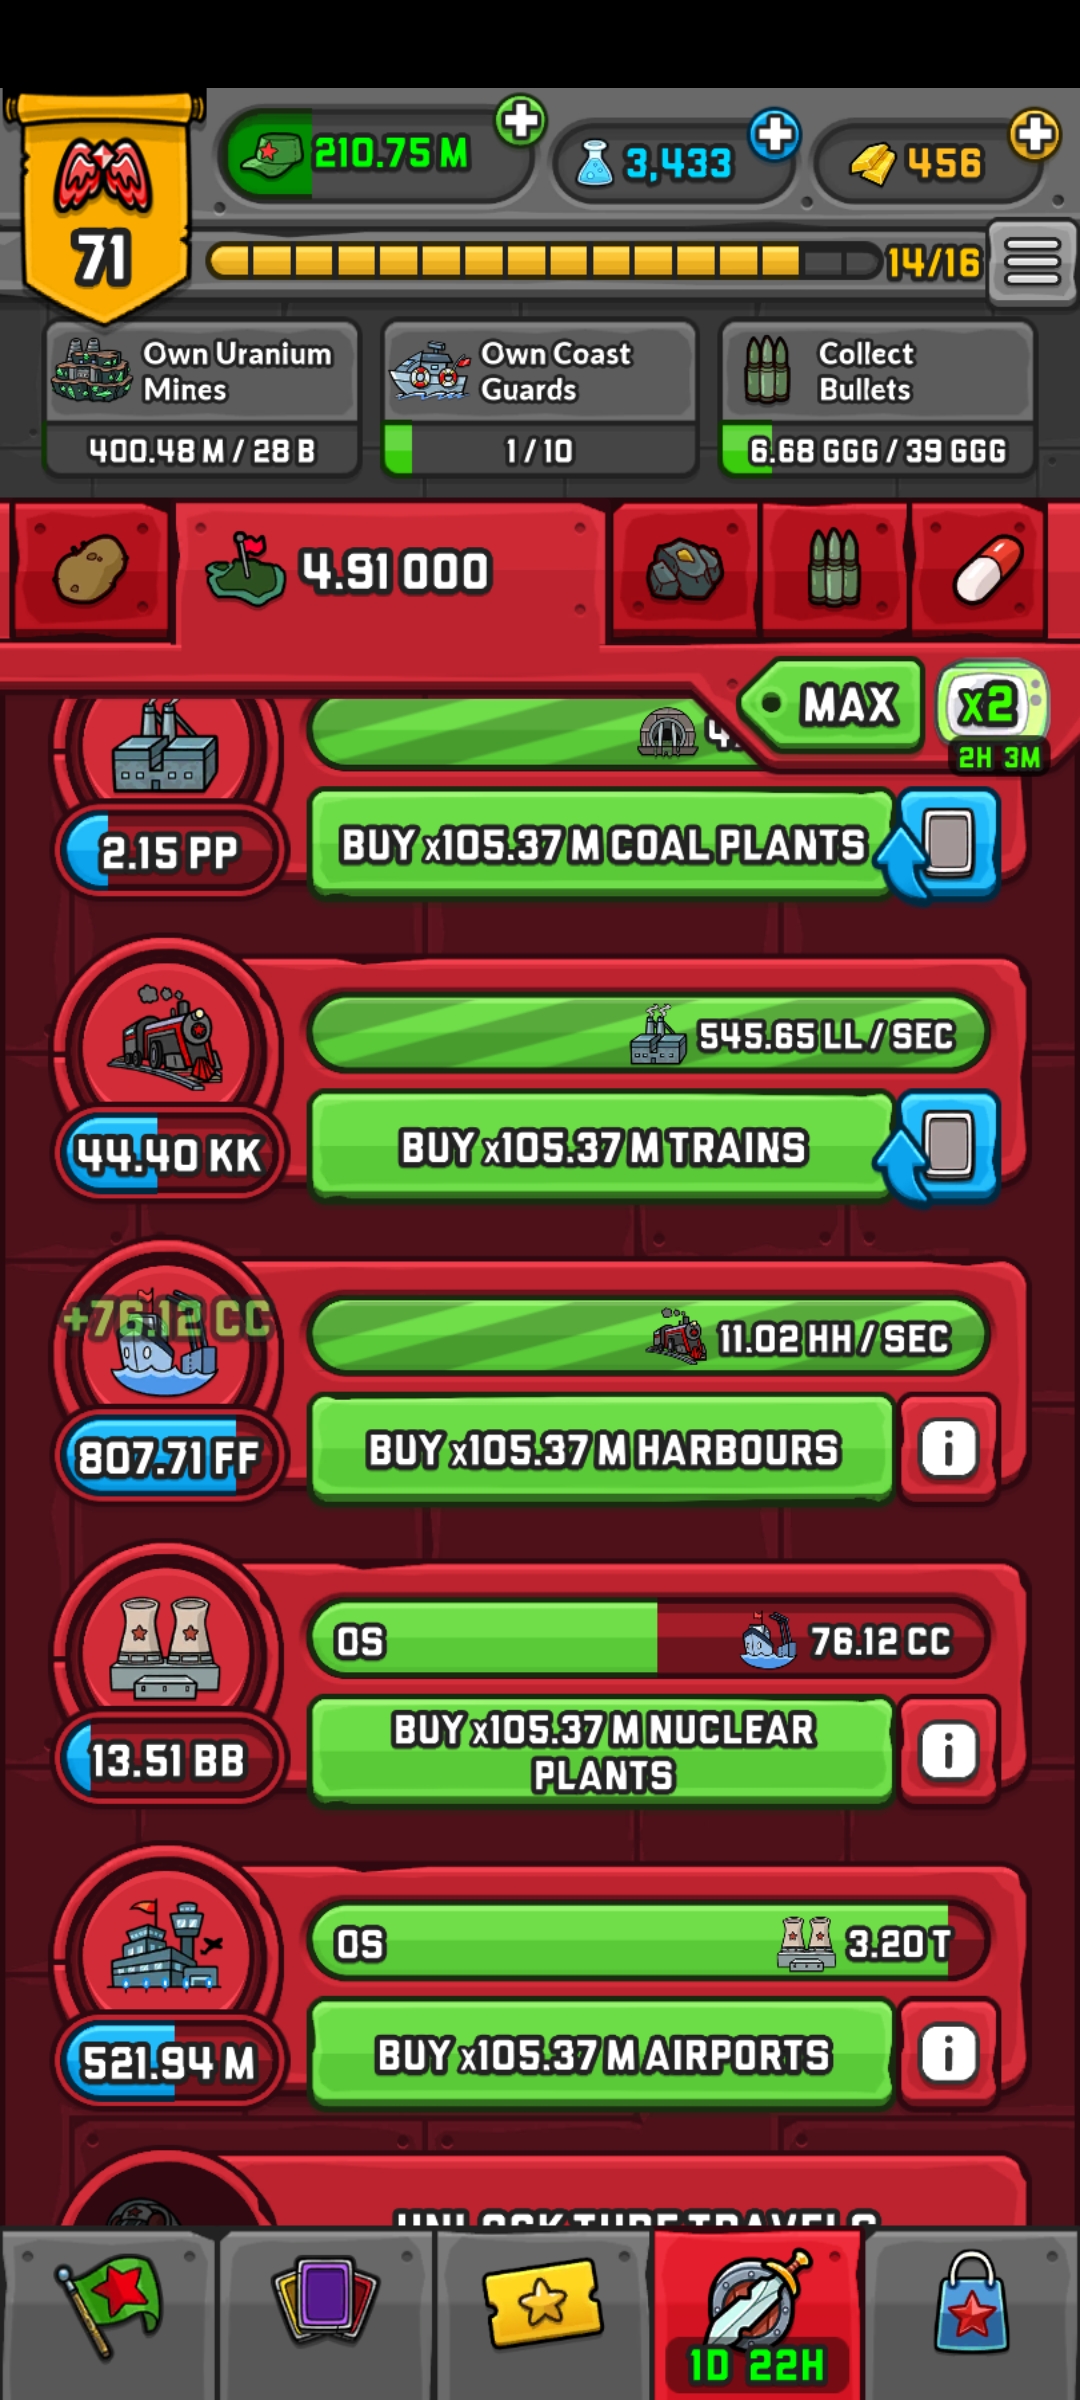 210.75 M
3,433
456
71
14/16
Own Uranium
Mines
400.48 M / 28 B
Own Coast
Guards
1 / 10
Collect
Bullets
6.68 GGG / 39 GGG
4.91 OOO
MAX
x2
2H 3M
2.15 PP
BUY x105.37 M COAL PLANTS
545.65 LL / SEC
44.40 KK
BUY x105.37 M TRAINS
+76.12 CC
11.02 HH / SEC
807.71 FF
BUY x105.37 M HARBOURS
i
0S
76.12 CC
13.51 BB
BUY x105.37 M NUCLEAR
PLANTS
i
0S
3.20 T
521.94 M
BUY x105.37 M AIRPORTS
i
1D 22H